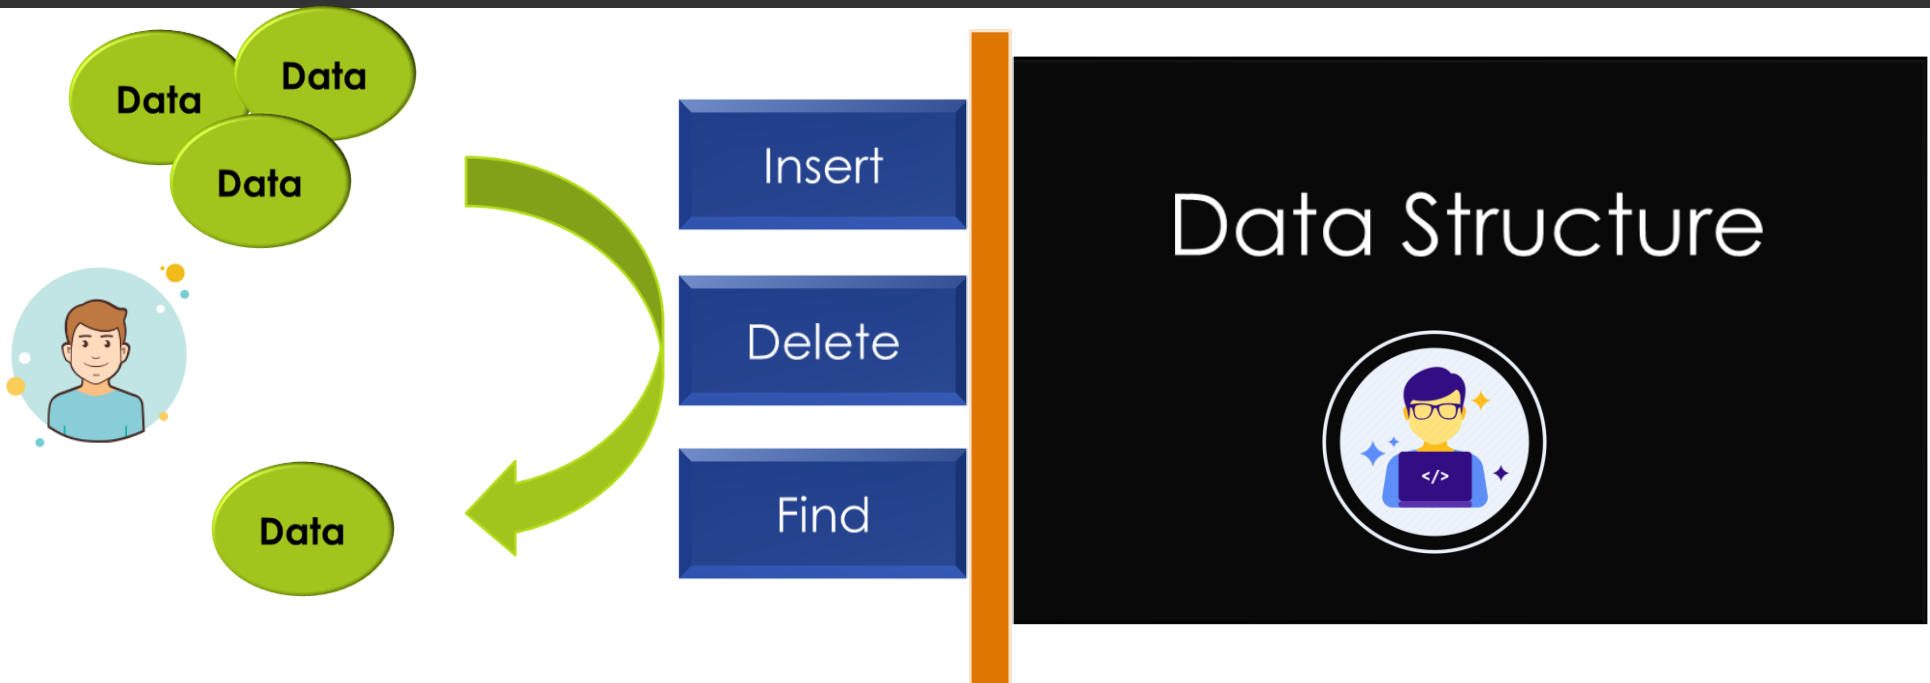 Data
Data
Data
Insert
Delete
Find
Data Structure
</>
Data